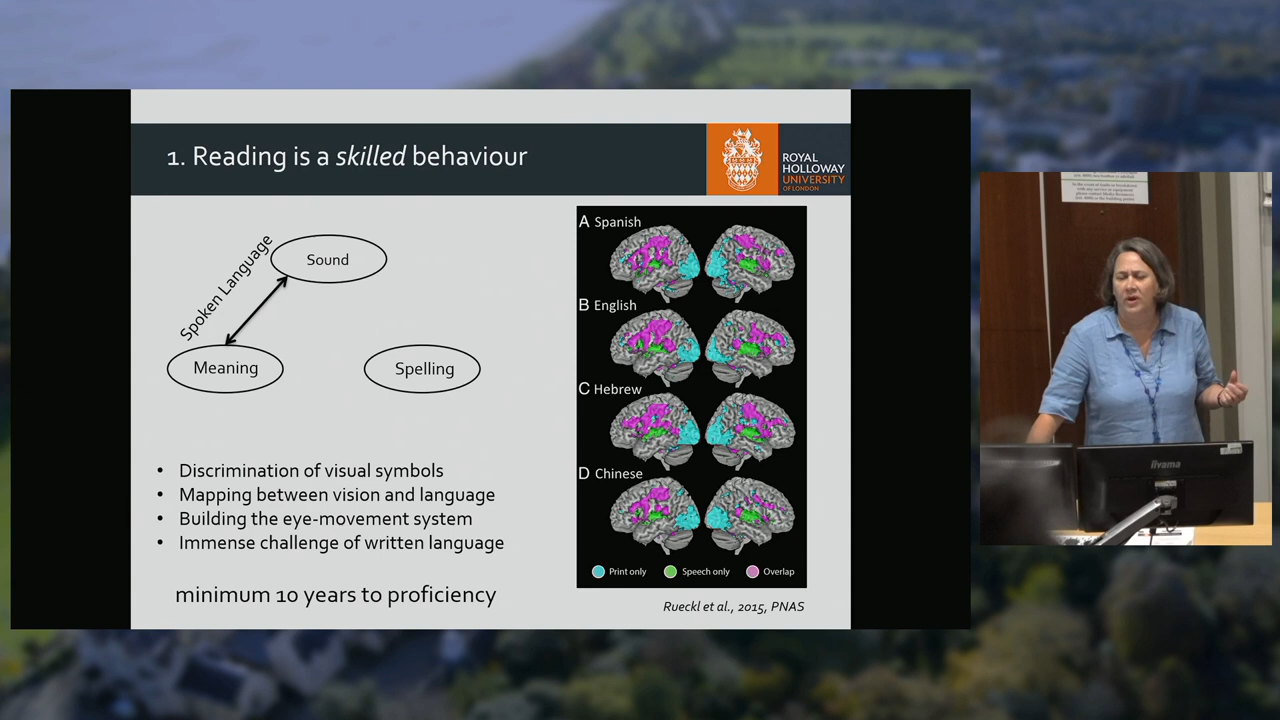 1. Reading is a skilled behaviour
ROYAL
HOLLOWAY
UNIVERSITY
OF LONDON
Sound
Spoken Language
Meaning
Spelling
• Discrimination of visual symbols
• Mapping between vision and language
• Building the eye-movement system
• Immense challenge of written language
minimum 10 years to proficiency
A Spanish
B English
C Hebrew
D Chinese
Print only
Speech only
Overlap
Rueckl et al., 2015, PNAS
iiyama